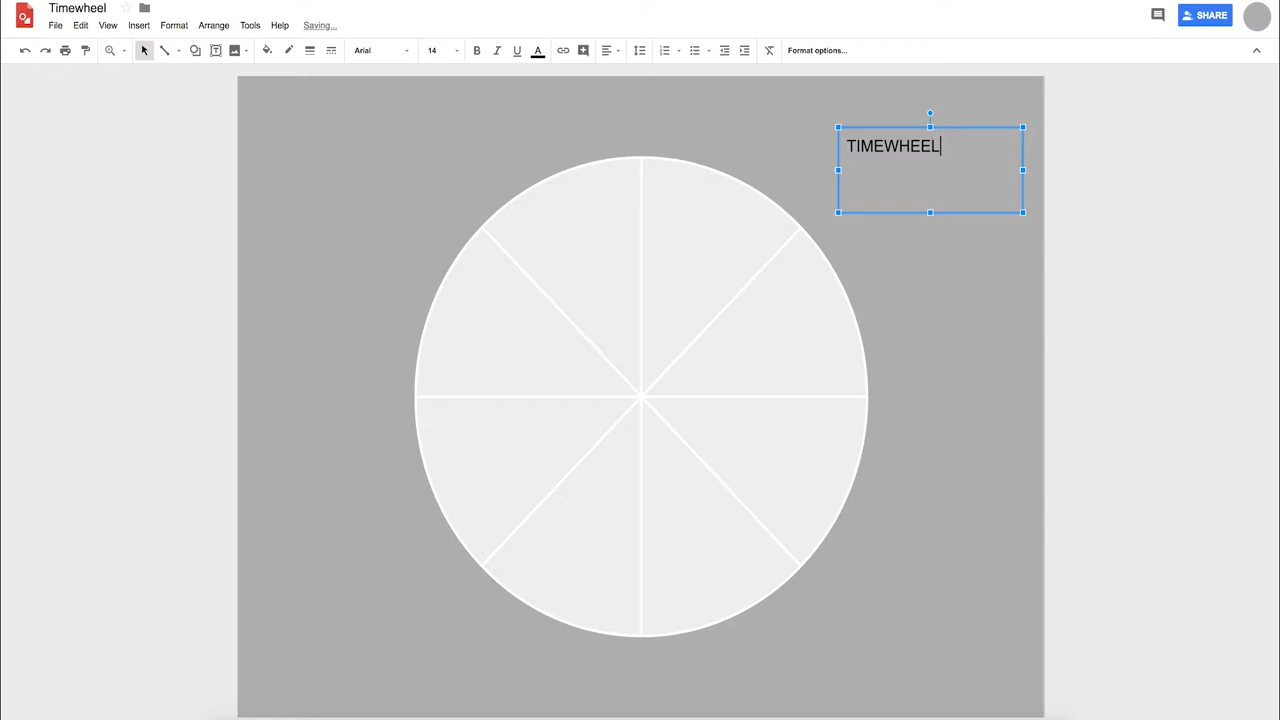 Timewheel
File Edit View Insert Format Arrange Tools Help Saving...
SHARE
Arial 14 B I U A Format options...
TIMEWHEEL